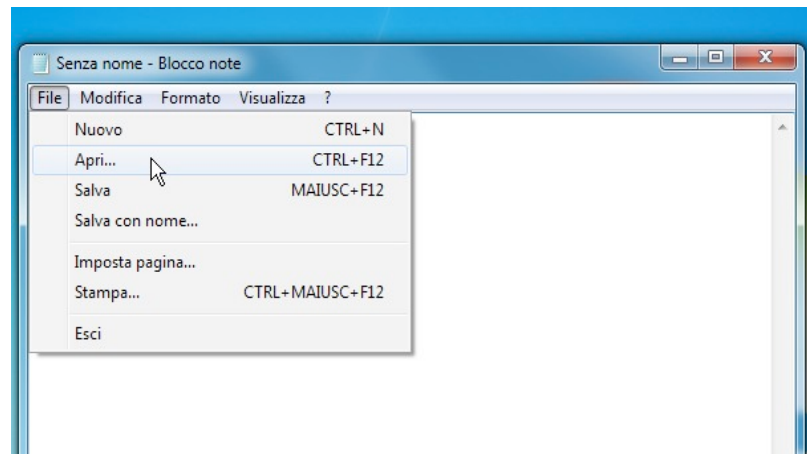 Senza nome - Blocco note
File Modifica Formato Visualizza ?
Nuovo CTRL+N
Apri... CTRL+F12
Salva MAIUSC+F12
Salva con nome...
Imposta pagina...
Stampa... CTRL+MAIUSC+F12
Esci